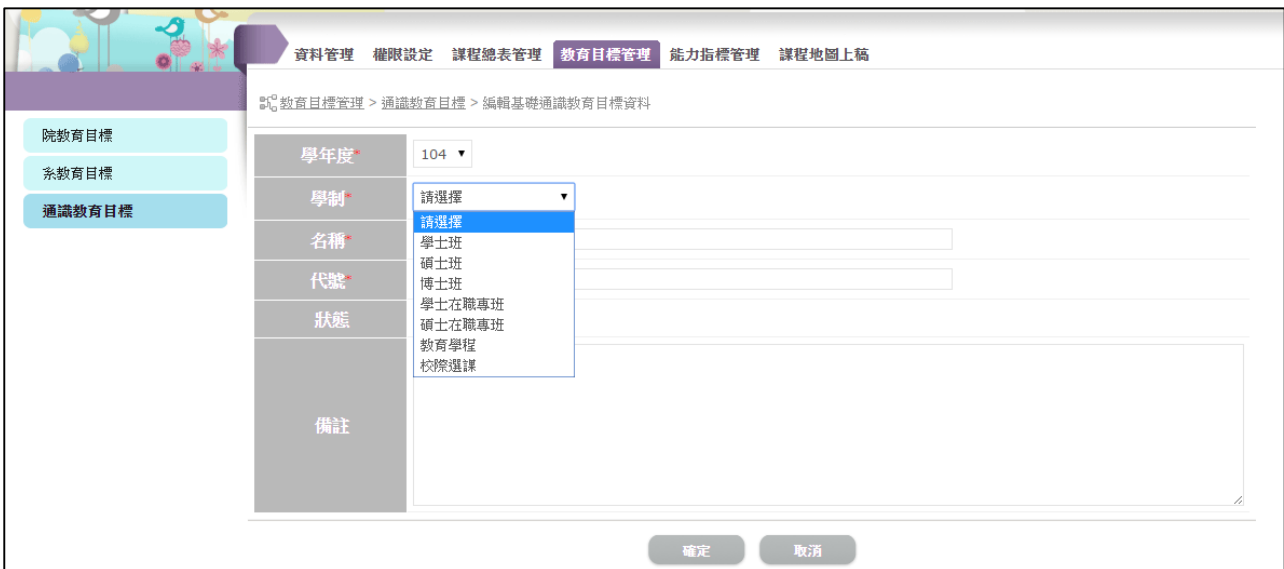 資料管理 權限設定 課程總表管理 教育目標管理 能力指標管理 課程地圖上稿
教育目標管理 > 通識教育目標 > 編輯基礎通識教育目標資料
院教育目標
系教育目標
通識教育目標
學年度* 104
學制* 請選擇
請選擇
學士班
碩士班
博士班
學士在職專班
碩士在職專班
教育學程
校際選課
名稱*
代號*
狀態
備註
確定 取消